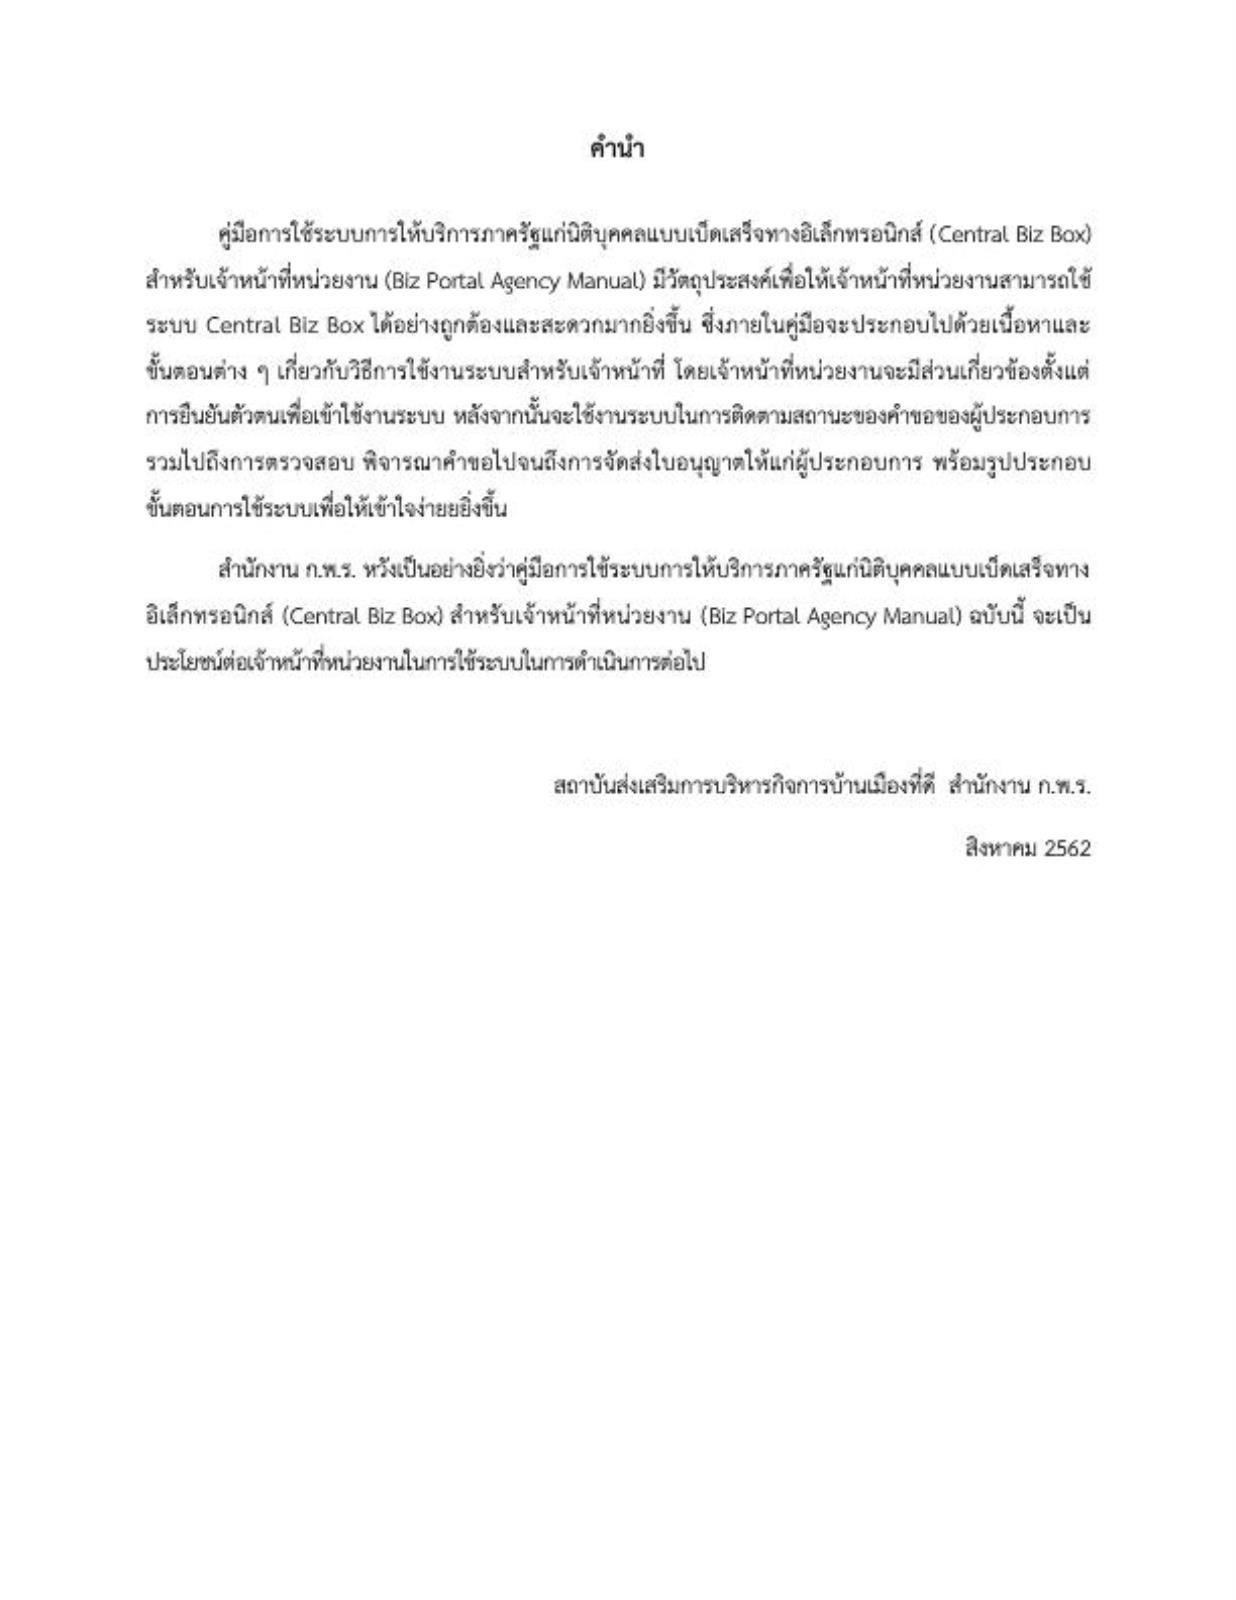 คำนำ
คู่มือการใช้ระบบการให้บริการภาครัฐแก่นิติบุคคลแบบเบ็ดเสร็จทางอิเล็กทรอนิกส์ (Central Biz Box)
สำหรับเจ้าหน้าที่หน่วยงาน (Biz Portal Agency Manual) มีวัตถุประสงค์เพื่อให้เจ้าหน้าที่หน่วยงานสามารถใช้
ระบบ Central Biz Box ได้อย่างถูกต้องและสะดวกมากยิ่งขึ้น ซึ่งภายในคู่มือจะประกอบไปด้วยเนื้อหาและ
ขั้นตอนต่าง ๆ เกี่ยวกับวิธีการใช้งานระบบสำหรับเจ้าหน้าที่ โดยเจ้าหน้าที่หน่วยงานจะมีส่วนเกี่ยวข้องตั้งแต่
การยืนยันตัวตนเพื่อเข้าใช้งานระบบ หลังจากนั้นจะใช้งานระบบในการติดตามสถานะของคำขอของผู้ประกอบการ
รวมไปถึงการตรวจสอบ พิจารณาคำขอไปจนถึงการจัดส่งใบอนุญาตให้แก่ผู้ประกอบการ พร้อมรูปประกอบ
ขั้นตอนการใช้ระบบเพื่อให้เข้าใจง่ายยยิ่งขึ้น
สำนักงาน ก.พ.ร. หวังเป็นอย่างยิ่งว่าคู่มือการใช้ระบบการให้บริการภาครัฐแก่นิติบุคคลแบบเบ็ดเสร็จทาง
อิเล็กทรอนิกส์ (Central Biz Box) สำหรับเจ้าหน้าที่หน่วยงาน (Biz Portal Agency Manual) ฉบับนี้ จะเป็น
ประโยชน์ต่อเจ้าหน้าที่หน่วยงานในการใช้ระบบในการดำเนินการต่อไป
สถาบันส่งเสริมการบริหารกิจการบ้านเมืองที่ดี สำนักงาน ก.พ.ร.
สิงหาคม 2562